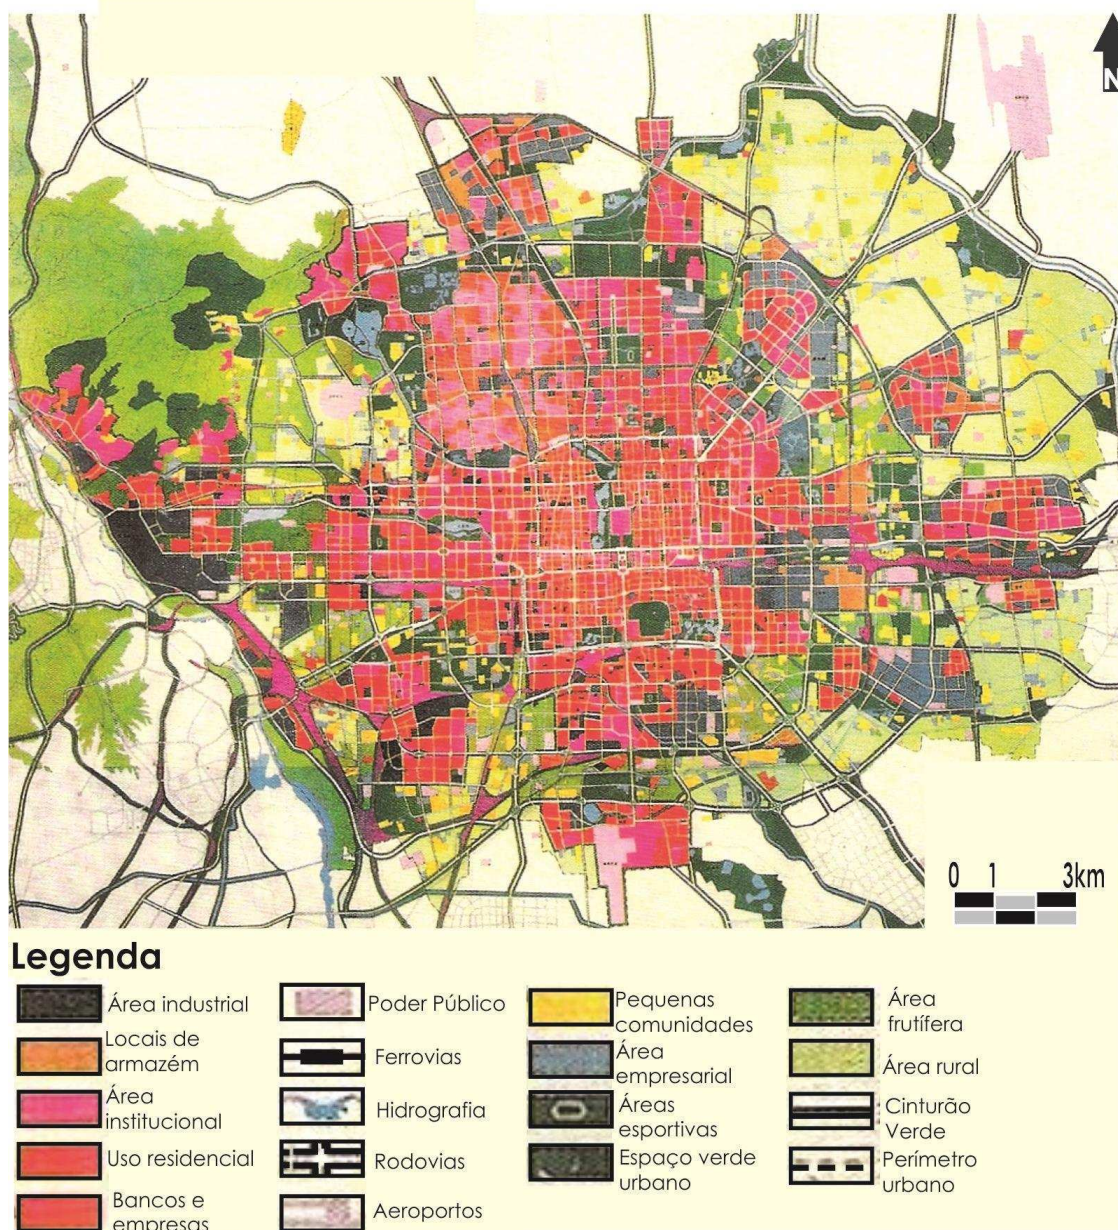 N
0 1 3km
Legenda
Área industrial
Locais de
armazém
Área
institucional
Uso residencial
Bancos e
empresas
Poder Público
Ferrovias
Hidrografia
Rodovias
Aeroportos
Pequenas
comunidades
Área
empresarial
Áreas
esportivas
Espaço verde
urbano
Área
frutífera
Área rural
Cinturão
Verde
Perímetro
urbano